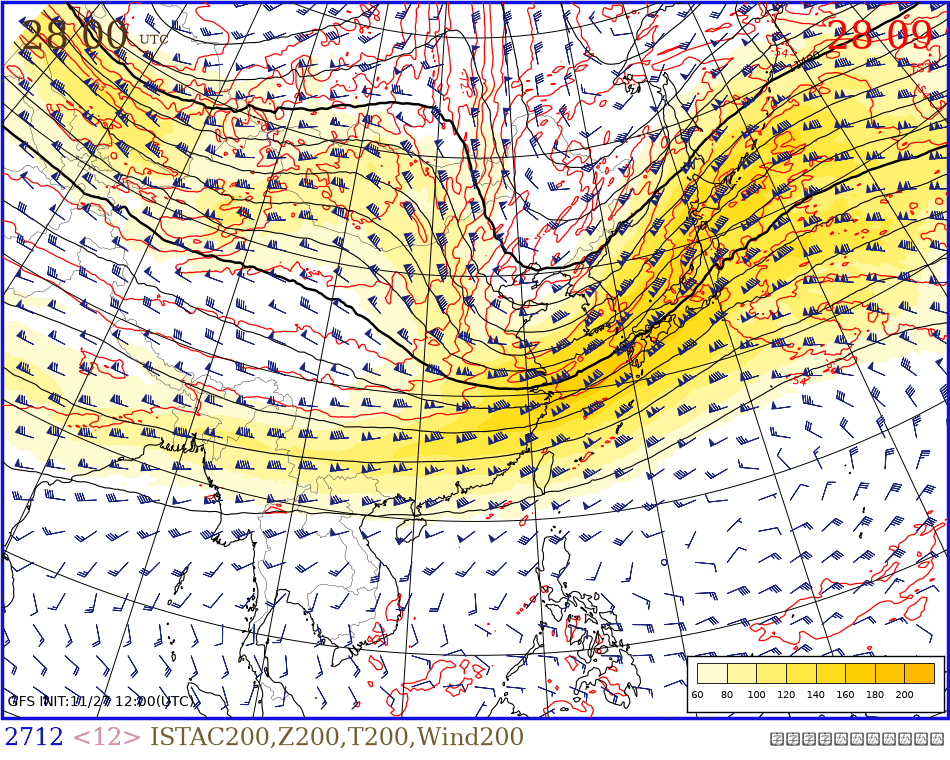 28 00 UTC 28 09
-54
54
GFS INIT:11/27 12:00(UTC)
60 80 100 120 140 160 180 200
2712 <12> ISTAC200,Z200,T200,Wind200